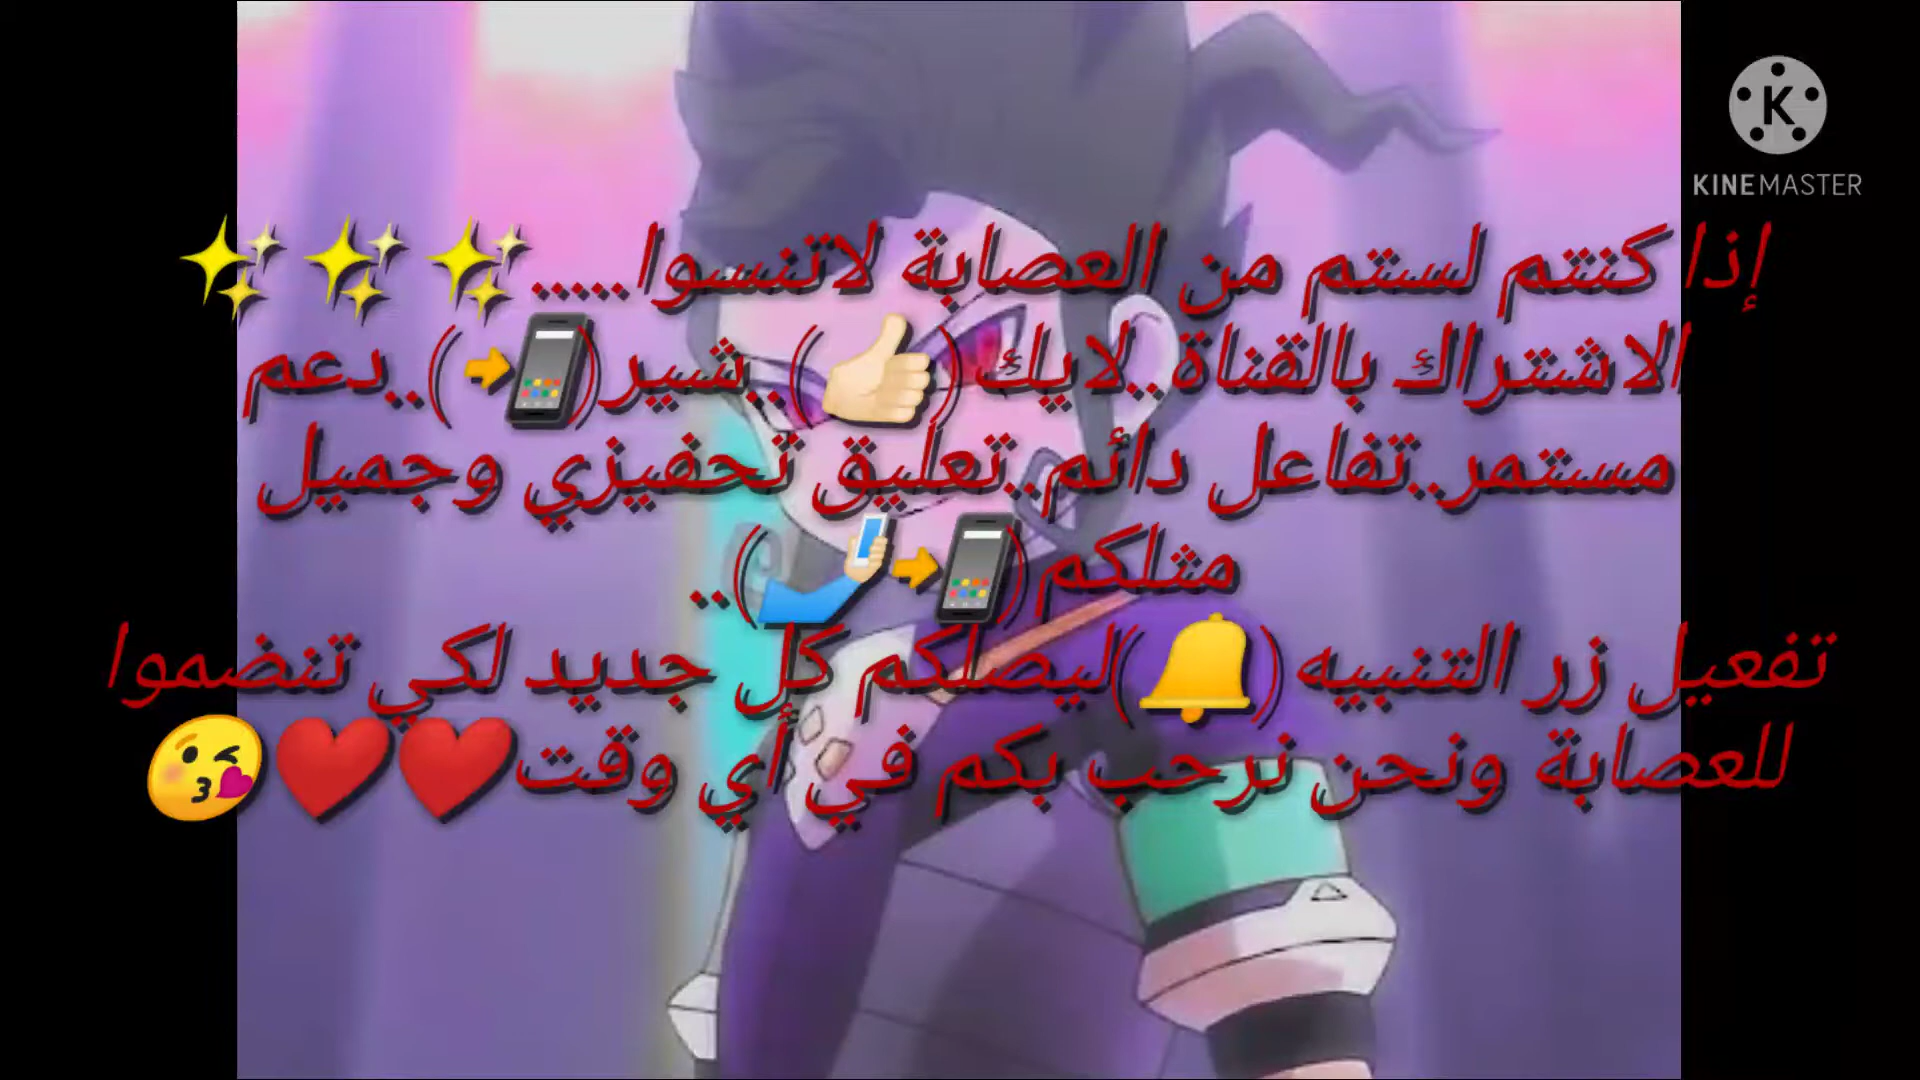 إذا كنتم لستم من العصابة لاتنسوا......✨✨✨
الاشتراك بالقناة..لايك(👍🏻)..شير(📲)..دعم
مستمر..تفاعل دائم..تعليق تحفيزي وجميل
مثلكم(📲🤳🏻)..
تفعيل زر التنبيه(🔔)ليصلكم كل جديد لكي تنضموا
للعصابة ونحن نرحب بكم في أي وقت❤️❤️😘
K
KINEMASTER